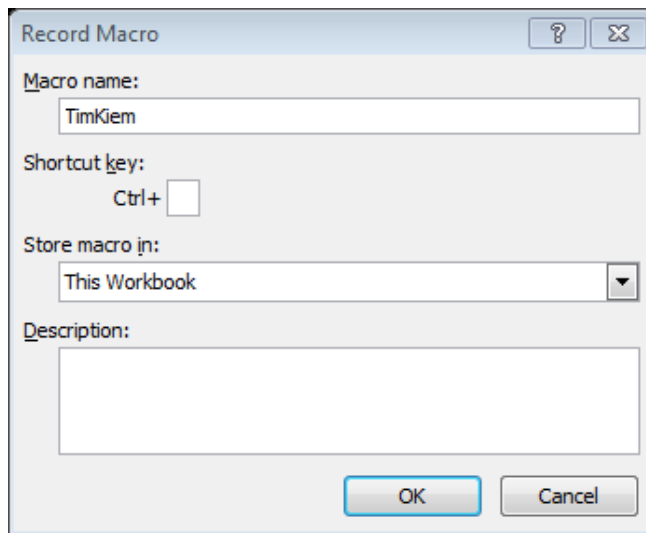 Record Macro
Macro name:
TimKiem
Shortcut key:
Ctrl+
Store macro in:
This Workbook
Description:
OK Cancel